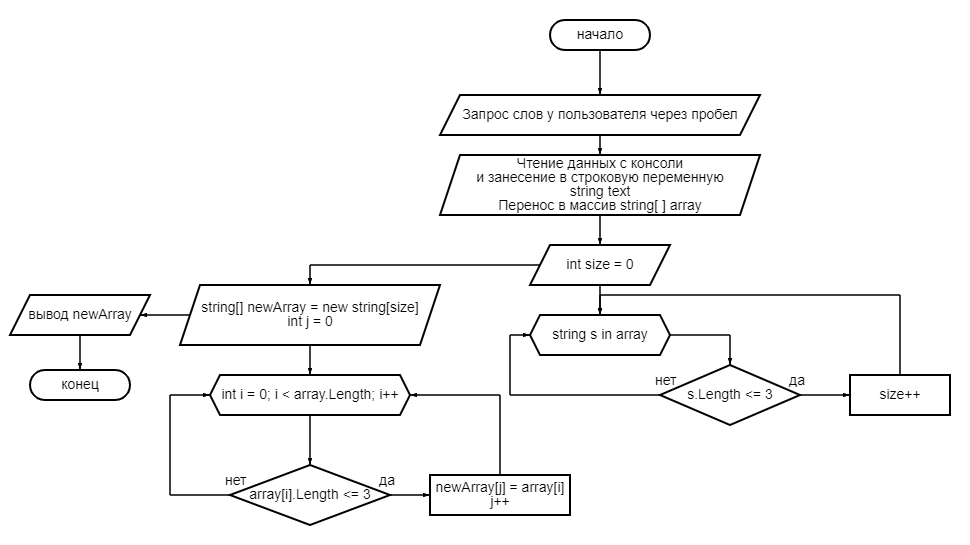 начало
Запрос слов у пользователя через пробел
Чтение данных с консоли
и занесение в строковую переменную
string text
Перенос в массив string[ ] array
int size = 0
string[] newArray = new string[size]
int j = 0
вывод newArray
string s in array
конец
int i = 0; i < array.Length; i++
нет
да
s.Length <= 3
size++
нет
да
array[i].Length <= 3
newArray[j] = array[i]
j++